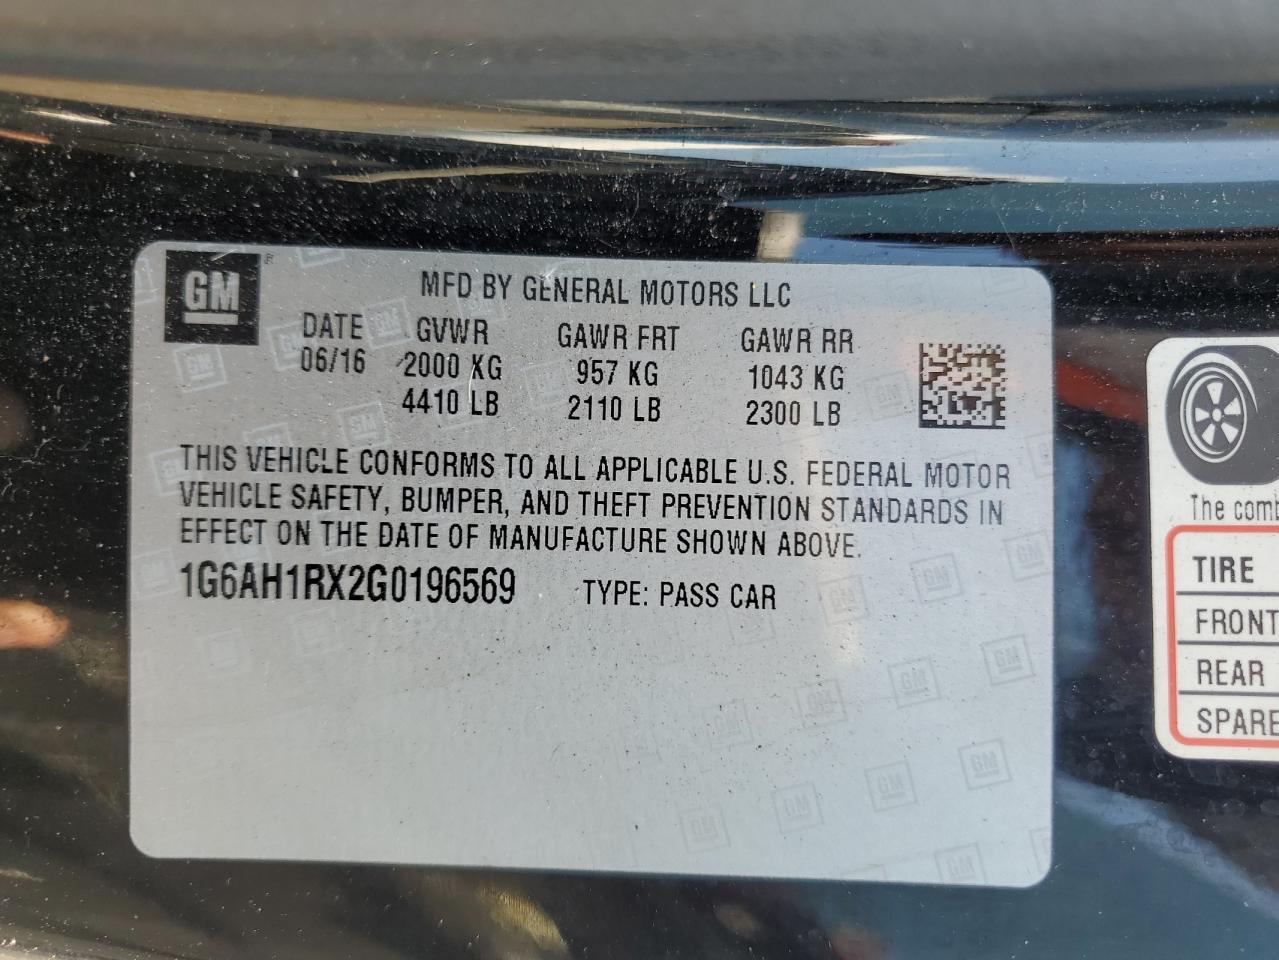 GM
MFD BY GENERAL MOTORS LLC
DATE GVWR GAWR FRT GAWR RR
06/16 2000 KG 957 KG 1043 KG
4410 LB 2110 LB 2300 LB
THIS VEHICLE CONFORMS TO ALL APPLICABLE U.S. FEDERAL MOTOR
VEHICLE SAFETY, BUMPER, AND THEFT PREVENTION STANDARDS IN
EFFECT ON THE DATE OF MANUFACTURE SHOWN ABOVE.
1G6AH1RX2G0196569 TYPE: PASS CAR
The comb
TIRE
FRONT
REAR
SPARE